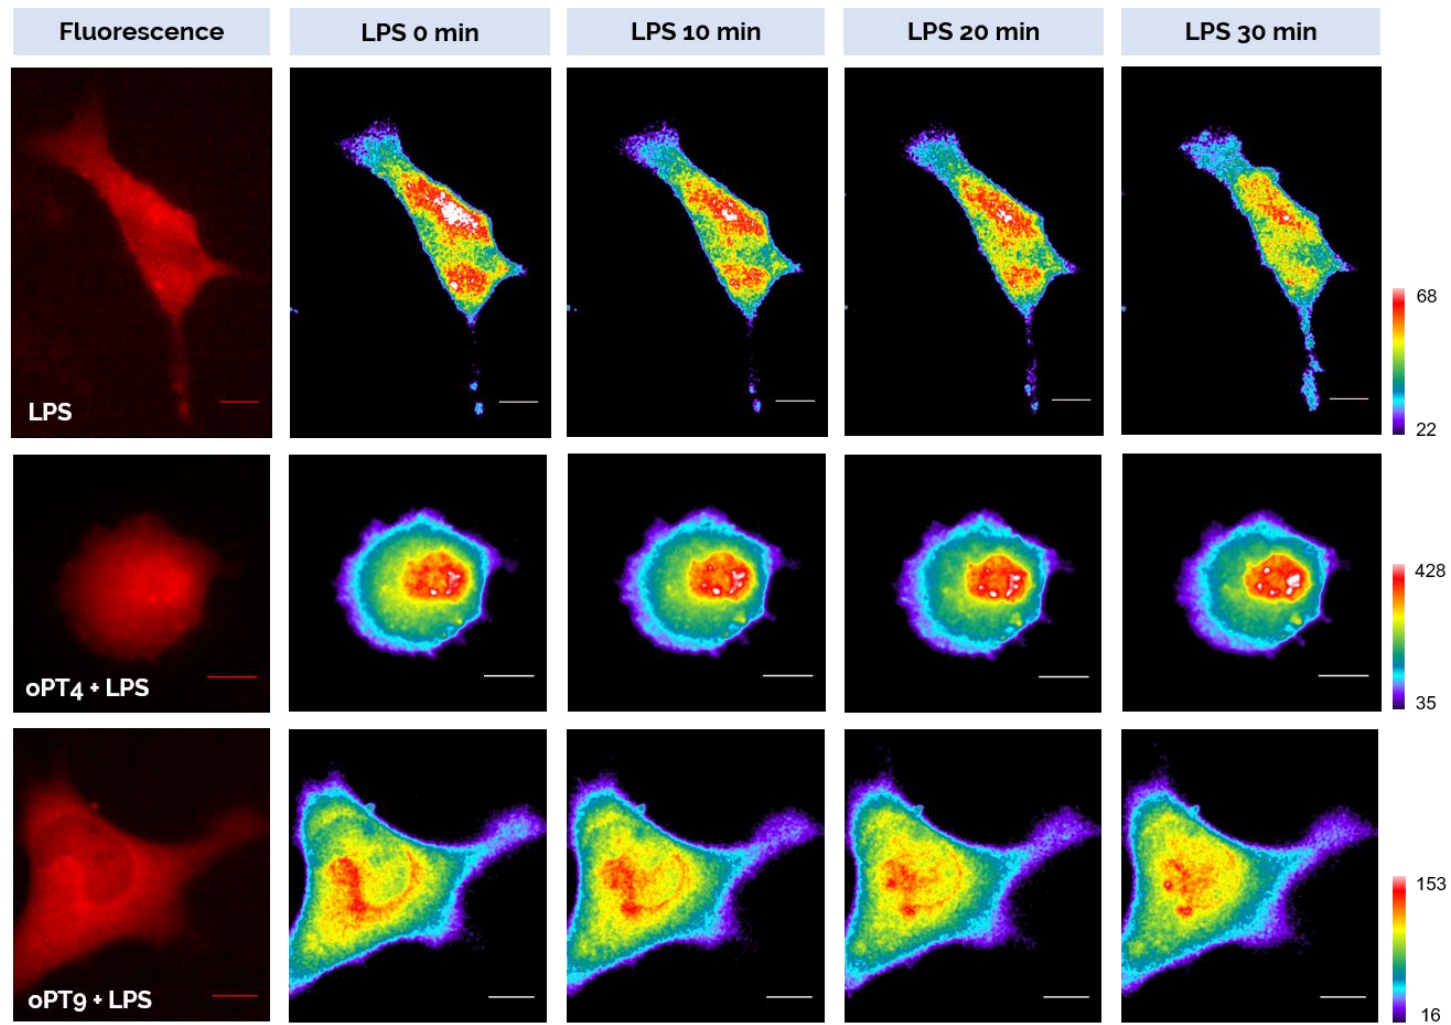 Fluorescence
LPS 0 min
LPS 10 min
LPS 20 min
LPS 30 min
LPS
68
22
oPT4 + LPS
428
35
oPT9 + LPS
153
16